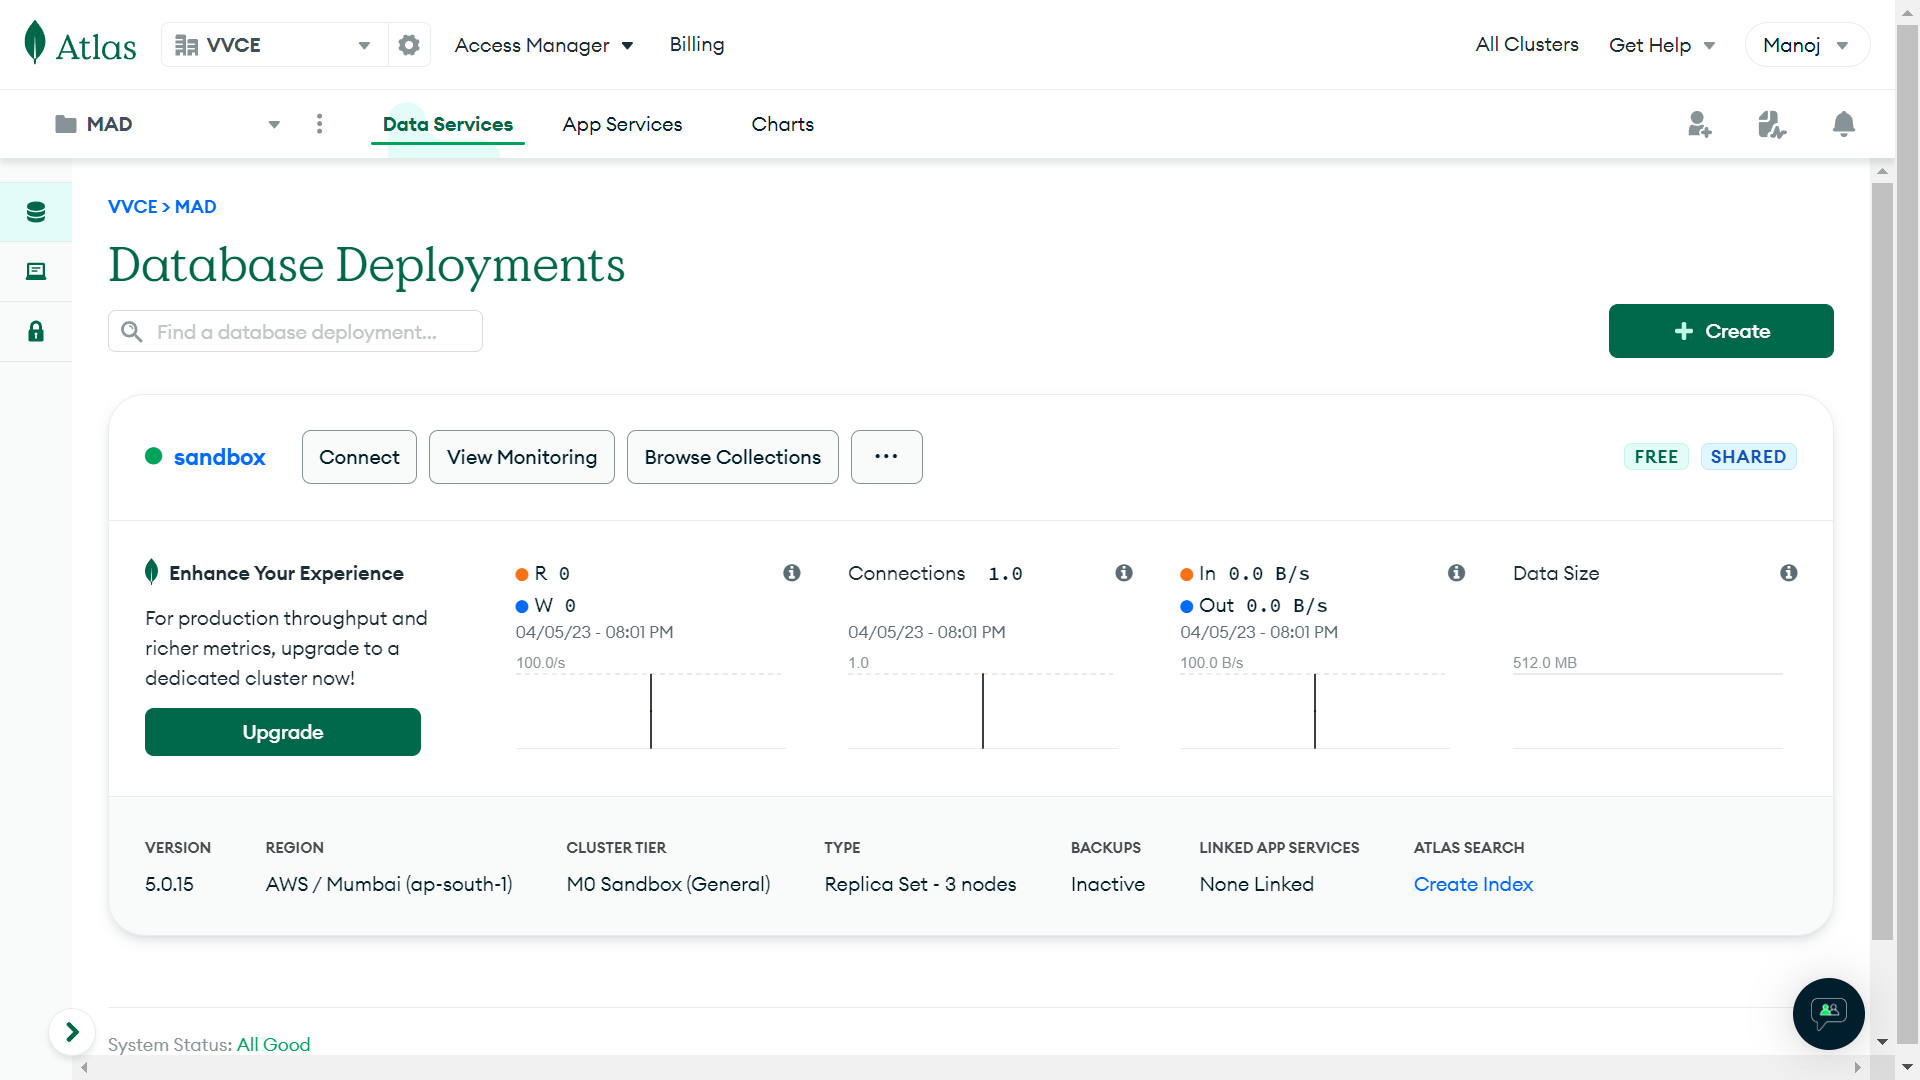 Atlas
VVCE
Access Manager
Billing
All Clusters
Get Help
Manoj
MAD
Data Services
App Services
Charts
VVCE > MAD
Database Deployments
Find a database deployment...
+ Create
sandbox
Connect
View Monitoring
Browse Collections
...
FREE
SHARED
Enhance Your Experience
For production throughput and
richer metrics, upgrade to a
dedicated cluster now!
Upgrade
R 0
W 0
04/05/23 - 08:01 PM
100.0/s
Connections 1.0
04/05/23 - 08:01 PM
1.0
In 0.0 B/s
Out 0.0 B/s
04/05/23 - 08:01 PM
100.0 B/s
Data Size
512.0 MB
VERSION
5.0.15
REGION
AWS / Mumbai (ap-south-1)
CLUSTER TIER
M0 Sandbox (General)
TYPE
Replica Set - 3 nodes
BACKUPS
Inactive
LINKED APP SERVICES
None Linked
ATLAS SEARCH
Create Index
System Status: All Good